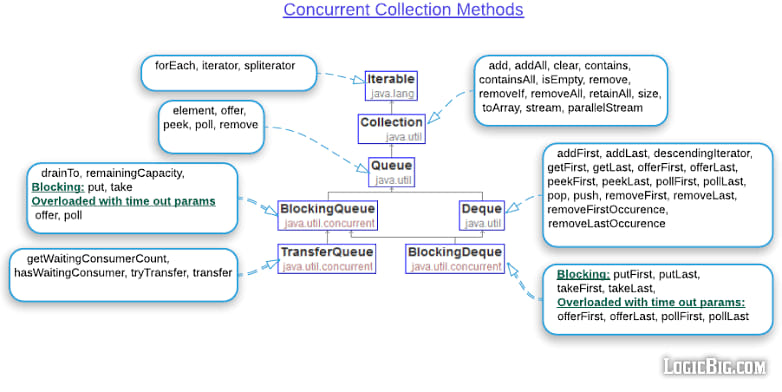 Concurrent Collection Methods
forEach, iterator, spliterator
Iterable
java.lang
add, addAll, clear, contains,
containsAll, isEmpty, remove,
removeIf, removeAll, retainAll, size,
toArray, stream, parallelStream
element, offer,
peek, poll, remove
Collection
java.util
Queue
java.util
drainTo, remainingCapacity,
Blocking: put, take
Overloaded with time out params
offer, poll
addFirst, addLast, descendingIterator,
getFirst, getLast, offerFirst, offerLast,
peekFirst, peekLast, pollFirst, pollLast,
pop, push, removeFirst, removeLast,
removeFirstOccurence,
removeLastOccurence
BlockingQueue
java.util.concurrent
Deque
java.util
getWaitingConsumerCount,
hasWaitingConsumer, tryTransfer, transfer
TransferQueue
java.util.concurrent
BlockingDeque
java.util.concurrent
Blocking: putFirst, putLast,
takeFirst, takeLast,
Overloaded with time out params:
offerFirst, offerLast, pollFirst, pollLast
LogicBig.com